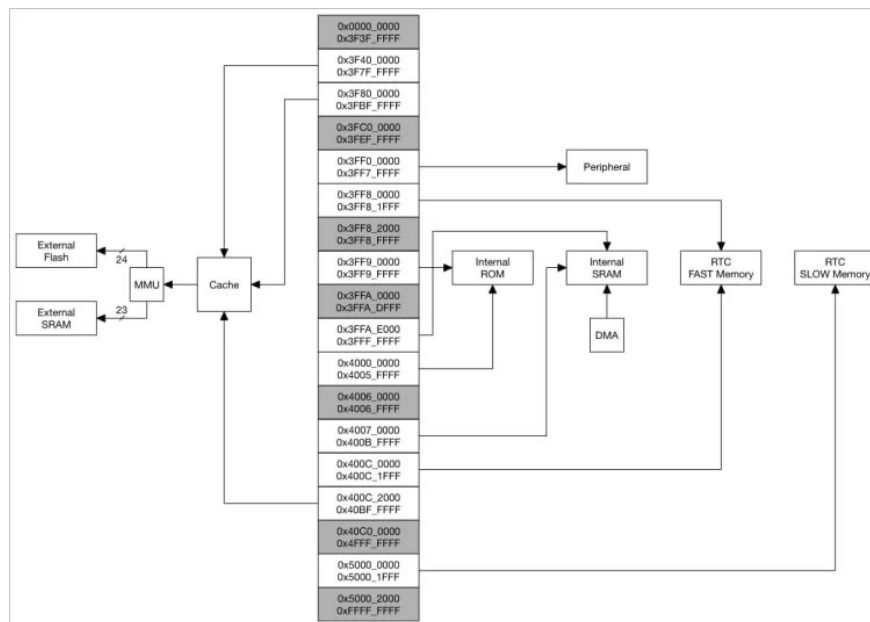 0x0000_0000
0x3F3F_FFFF
0x3F40_0000
0x3F7F_FFFF
0x3F80_0000
0x3FBF_FFFF
0x3FC0_0000
0x3FEF_FFFF
0x3FF0_0000
0x3FF7_FFFF
0x3FF8_0000
0x3FF8_1FFF
0x3FF8_2000
0x3FF8_FFFF
0x3FF9_0000
0x3FF9_FFFF
0x3FFA_0000
0x3FFA_DFFF
0x3FFA_E000
0x3FFF_FFFF
0x4000_0000
0x4005_FFFF
0x4006_0000
0x4006_FFFF
0x4007_0000
0x400B_FFFF
0x400C_0000
0x400C_1FFF
0x400C_2000
0x40BF_FFFF
0x40C0_0000
0x4FFF_FFFF
0x5000_0000
0x5000_1FFF
0x5000_2000
0xFFFF_FFFF
External
Flash
24
External
SRAM
23
MMU
Cache
Peripheral
Internal
ROM
Internal
SRAM
DMA
RTC
FAST Memory
RTC
SLOW Memory